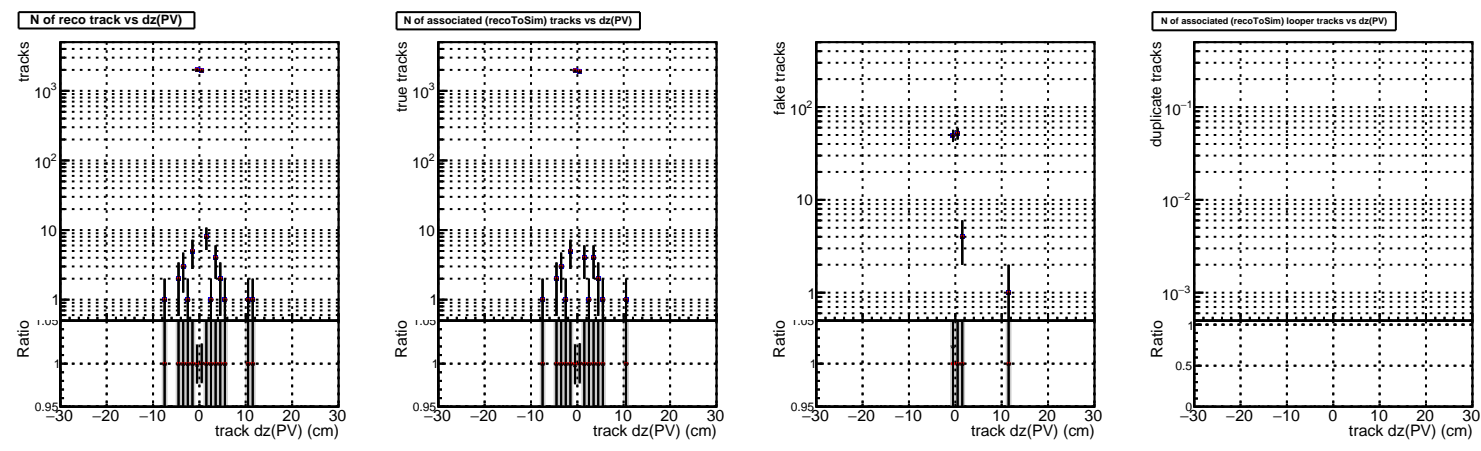 N of reco track vs dz(PV)
tracks
10³
10²
10
1
Ratio
1.05
1
0.95
−30 −20 −10 0 10 20 30
track dz(PV) (cm)
N of associated (recoToSim) tracks vs dz(PV)
true tracks
10³
10²
10
1
Ratio
1.05
1
0.95
−30 −20 −10 0 10 20 30
track dz(PV) (cm)
fake tracks
10²
10
1
Ratio
1.05
1
0.95
−30 −20 −10 0 10 20 30
track dz(PV) (cm)
N of associated (recoToSim) looper tracks vs dz(PV)
duplicate tracks
10⁻¹
10⁻²
10⁻³
Ratio
1
0.5
0
−30 −20 −10 0 10 20 30
track dz(PV) (cm)